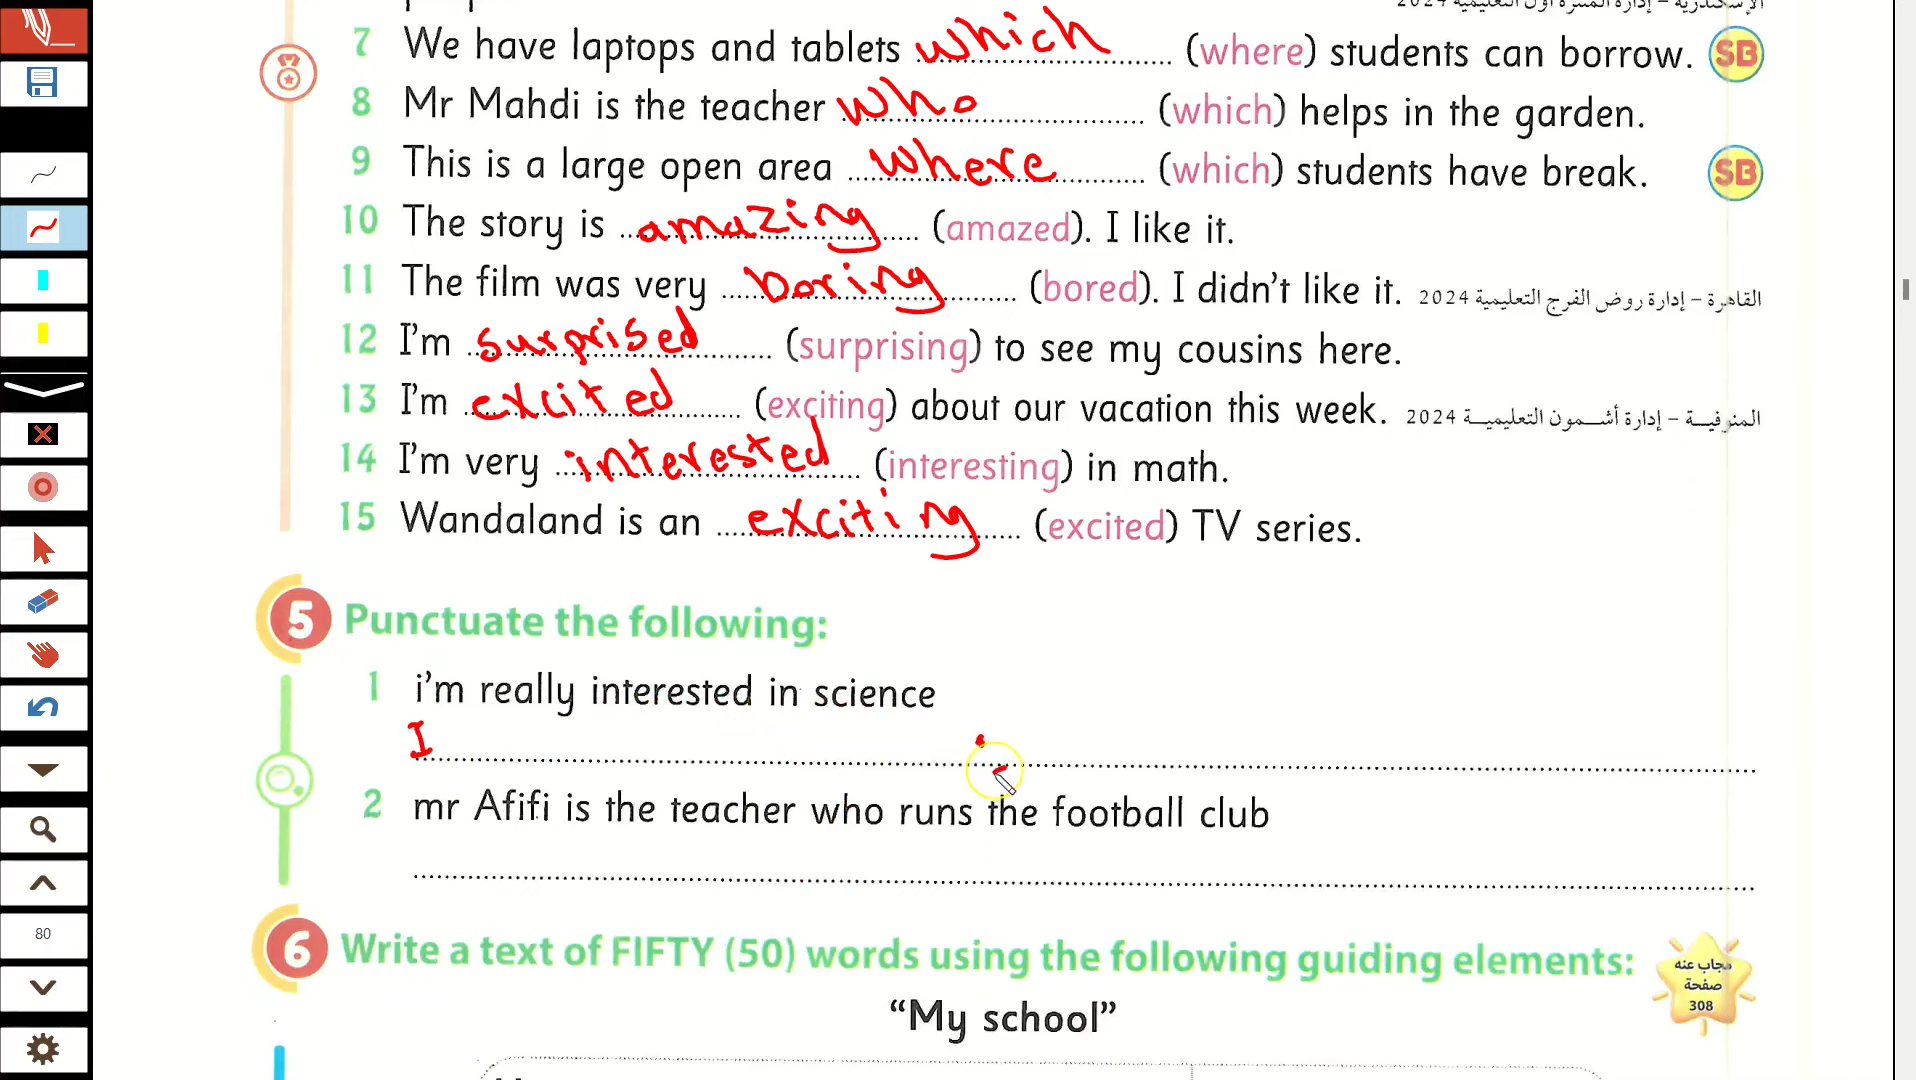 7 We have laptops and tablets which (where) students can borrow. SB
8 Mr Mahdi is the teacher who (which) helps in the garden.
9 This is a large open area where (which) students have break. SB
10 The story is amazing (amazed). I like it.
11 The film was very boring (bored). I didn't like it. القاهرة – إدارة روض الفرج التعليمية 2024
12 I'm surprised (surprising) to see my cousins here.
13 I'm excited (exciting) about our vacation this week. المنوفيـة – إدارة أشـمون التعليميـة 2024
14 I'm very interested (interesting) in math.
15 Wandaland is an exciting (excited) TV series.
5 Punctuate the following:
1 i'm really interested in science
I .
2 mr Afifi is the teacher who runs the football club
6 Write a text of FIFTY (50) words using the following guiding elements:
مجاب عنه
صفحة
308
“My school”
80